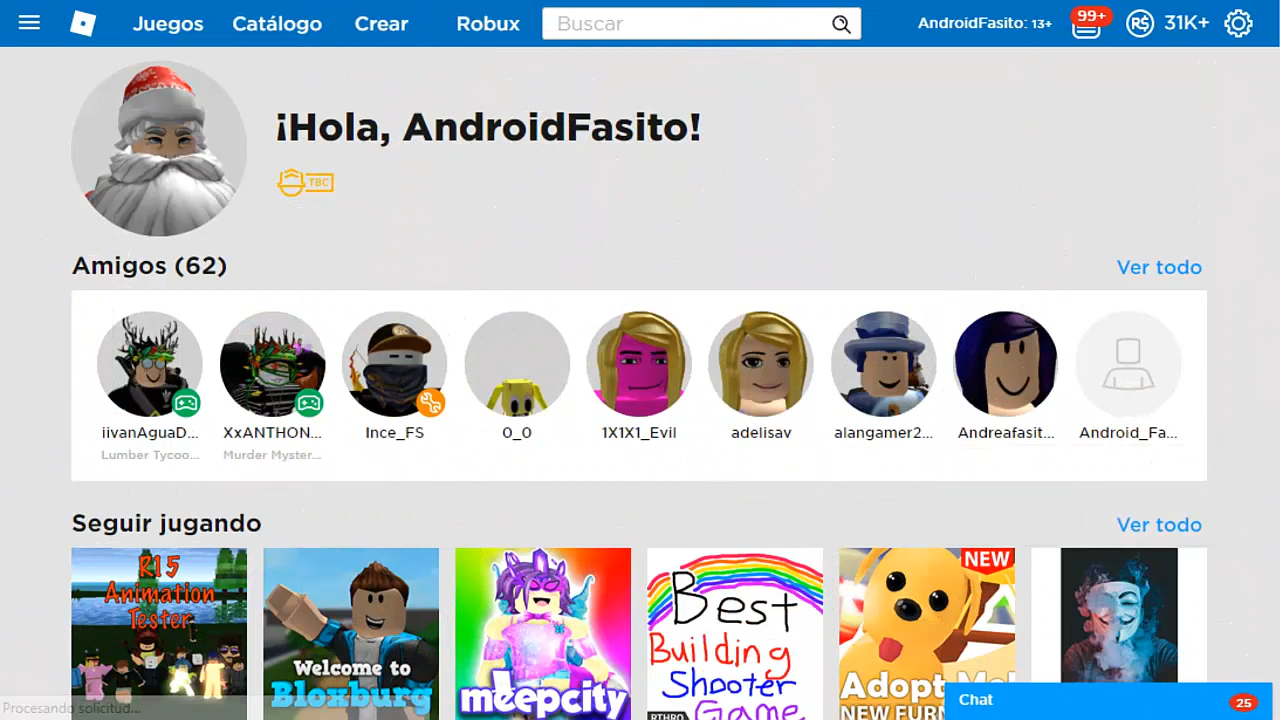 Juegos Catálogo Crear Robux Buscar AndroidFasito: 13+ 99+ R$ 31K+
¡Hola, AndroidFasito!
TBC
Amigos (62) Ver todo
iivanAguaD... XxANTHON... Ince_FS 0_0 1X1X1_Evil adelisav alangamer2... Andreafasit... Android_Fa...
Lumber Tycoo... Murder Myster...
Seguir jugando Ver todo
R15
Animation
Tester
Welcome to
Bloxburg
meepcity
Best
Building
Shooter
Game
RTHRO
NEW
Adopt Me!
NEW FURN
Procesando solicitud...
Chat 25